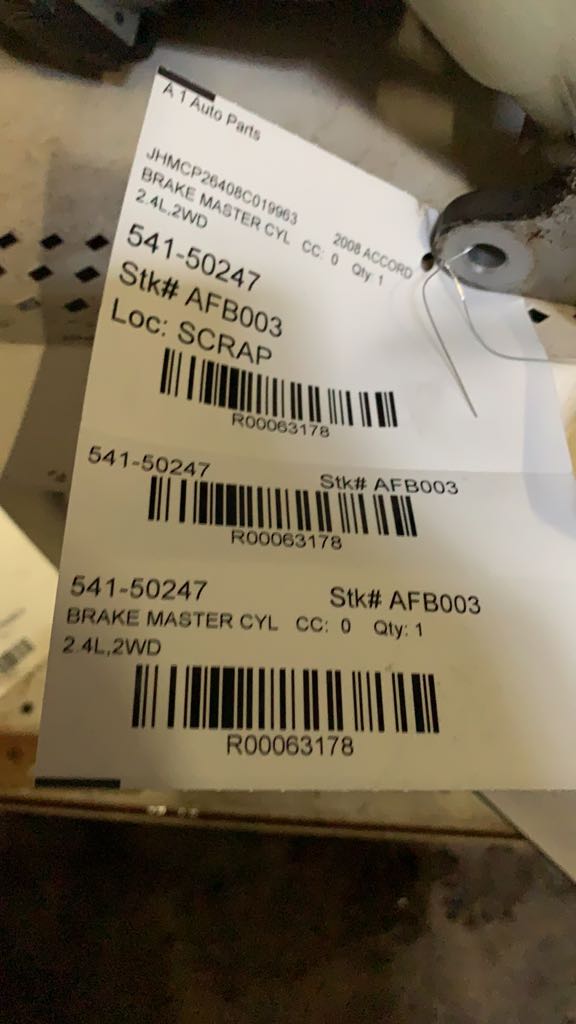 A 1 Auto Parts
JHMCP26408C019963 2008 ACCORD
BRAKE MASTER CYL CC: 0 Qty: 1
2.4L,2WD
541-50247
Stk# AFB003
Loc: SCRAP
R00063178
541-50247 Stk# AFB003
R00063178
541-50247 Stk# AFB003
BRAKE MASTER CYL CC: 0 Qty: 1
2.4L,2WD
R00063178